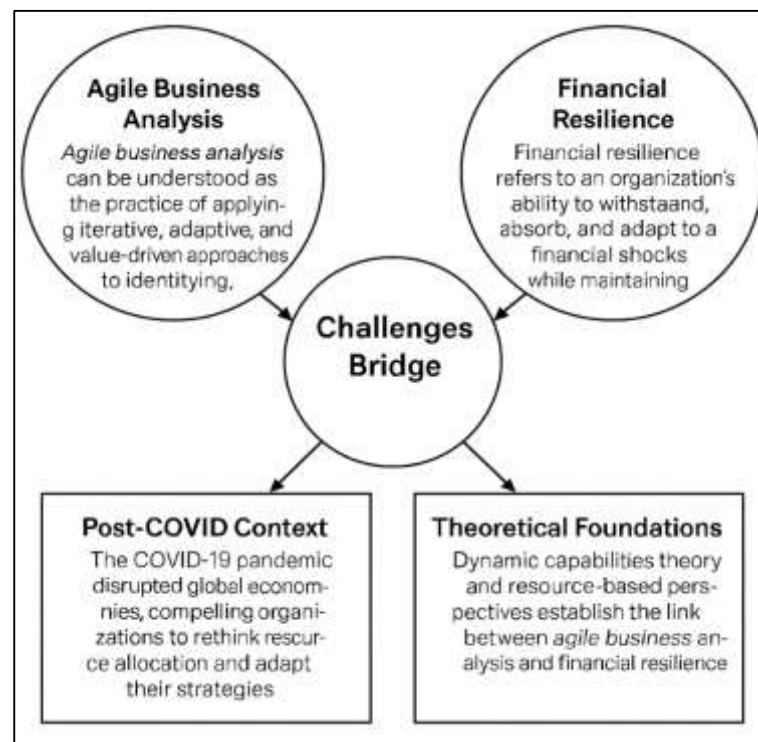 Agile Business
Analysis
Agile business analysis
can be understood as
the practice of applyin-
g iterative, adaptive, and
value-driven approaches
to identitying,
Financial
Resilience
Financial resilience
refers to an organization's
ability to withstaand,
absorb, and adapt to a
financial shocks
while maintaining
Challenges
Bridge
Post-COVID Context
The COVID-19 pandemic
disrupted global econom-
nies, compelling organi-
zations to rethink rescur-
ce allocation and adapt
their strategies
Theoretical Foundations
Dynamic capabilities theory
and resource-based pers-
pectives establish the link
between agile business an-
alysis and financial resilience